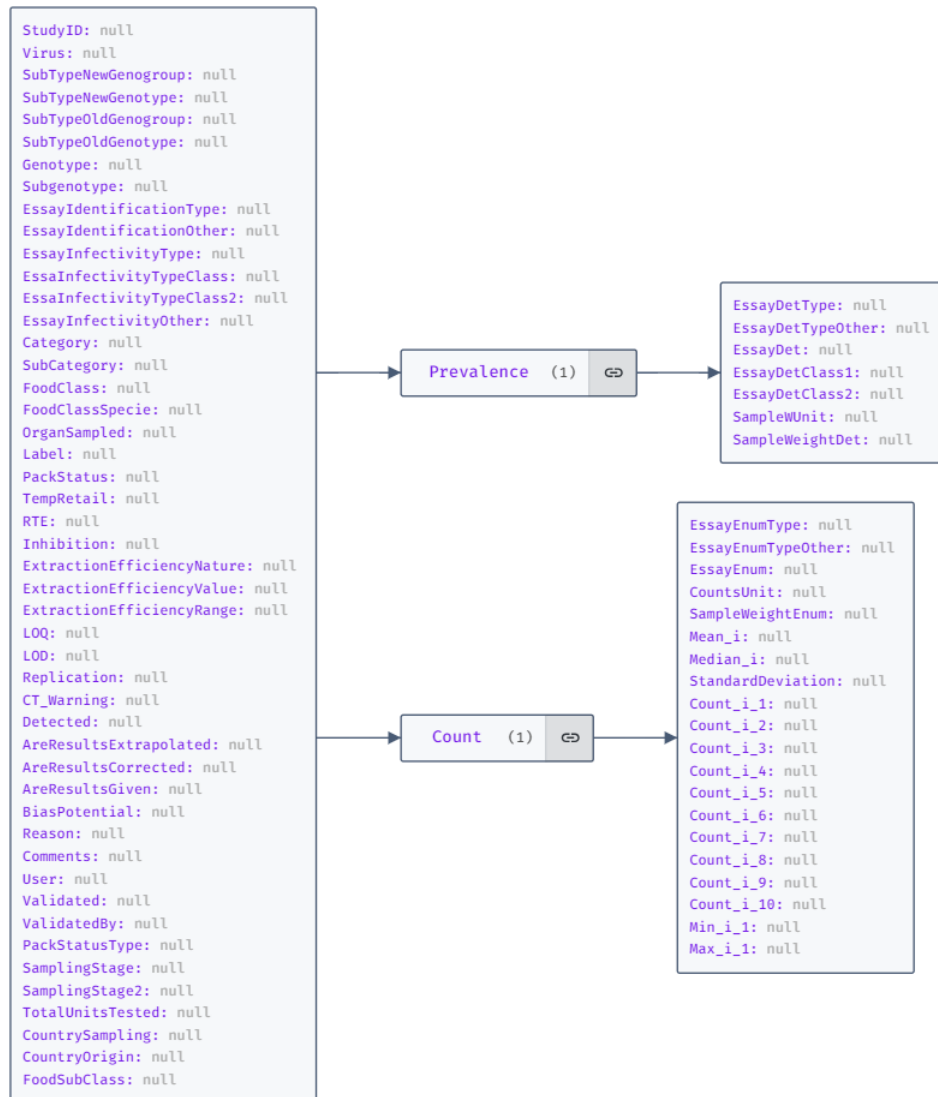 StudyID: null
Virus: null
SubTypeNewGenogroup: null
SubTypeNewGenotype: null
SubTypeOldGenogroup: null
SubTypeOldGenotype: null
Genotype: null
Subgenotype: null
EssayIdentificationType: null
EssayIdentificationOther: null
EssayInfectivityType: null
EssaInfectivityTypeClass: null
EssaInfectivityTypeClass2: null
EssayInfectivityOther: null
Category: null
SubCategory: null
FoodClass: null
FoodClassSpecie: null
OrganSampled: null
Label: null
PackStatus: null
TempRetail: null
RTE: null
Inhibition: null
ExtractionEfficiencyNature: null
ExtractionEfficiencyValue: null
ExtractionEfficiencyRange: null
LOQ: null
LOD: null
Replication: null
CT_Warning: null
Detected: null
AreResultsExtrapolated: null
AreResultsCorrected: null
AreResultsGiven: null
BiasPotential: null
Reason: null
Comments: null
User: null
Validated: null
ValidatedBy: null
PackStatusType: null
SamplingStage: null
SamplingStage2: null
TotalUnitsTested: null
CountrySampling: null
CountryOrigin: null
FoodSubClass: null
Prevalence (1)
EssayDetType: null
EssayDetTypeOther: null
EssayDet: null
EssayDetClass1: null
EssayDetClass2: null
SampleWUnit: null
SampleWeightDet: null
Count (1)
EssayEnumType: null
EssayEnumTypeOther: null
EssayEnum: null
CountsUnit: null
SampleWeightEnum: null
Mean_i: null
Median_i: null
StandardDeviation: null
Count_i_1: null
Count_i_2: null
Count_i_3: null
Count_i_4: null
Count_i_5: null
Count_i_6: null
Count_i_7: null
Count_i_8: null
Count_i_9: null
Count_i_10: null
Min_i_1: null
Max_i_1: null